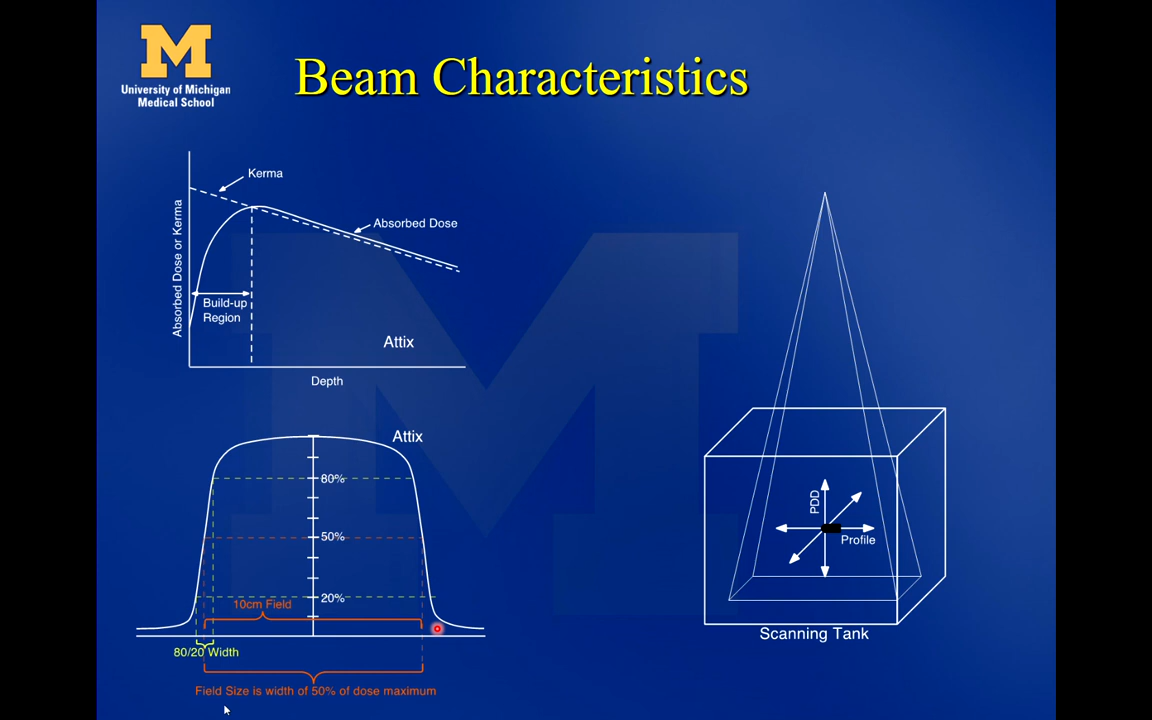 M
University of Michigan
Medical School
Beam Characteristics
Absorbed Dose or Kerma
Kerma
Absorbed Dose
Build-up
Region
Attix
Depth
Attix
80%
50%
20%
10cm Field
80/20 Width
Field Size is width of 50% of dose maximum
PDD
Profile
Scanning Tank